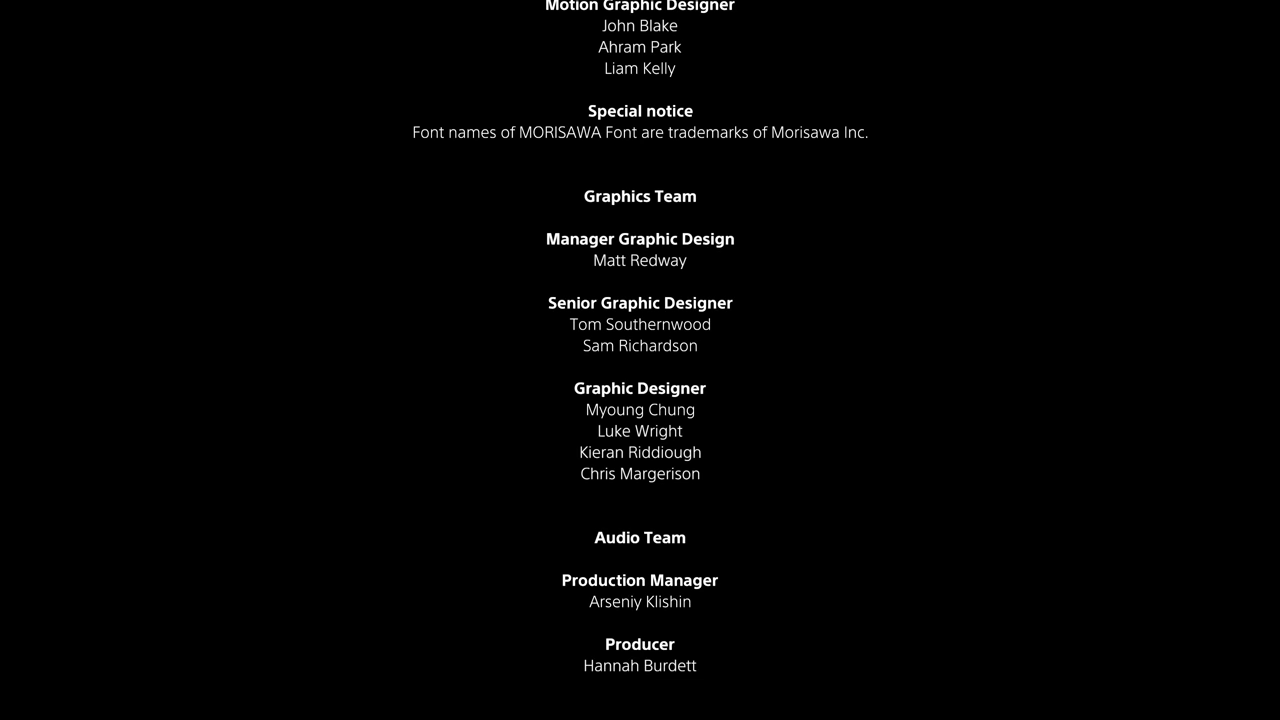 Motion Graphic Designer
John Blake
Ahram Park
Liam Kelly
Special notice
Font names of MORISAWA Font are trademarks of Morisawa Inc.
Graphics Team
Manager Graphic Design
Matt Redway
Senior Graphic Designer
Tom Southernwood
Sam Richardson
Graphic Designer
Myoung Chung
Luke Wright
Kieran Riddiough
Chris Margerison
Audio Team
Production Manager
Arseniy Klishin
Producer
Hannah Burdett